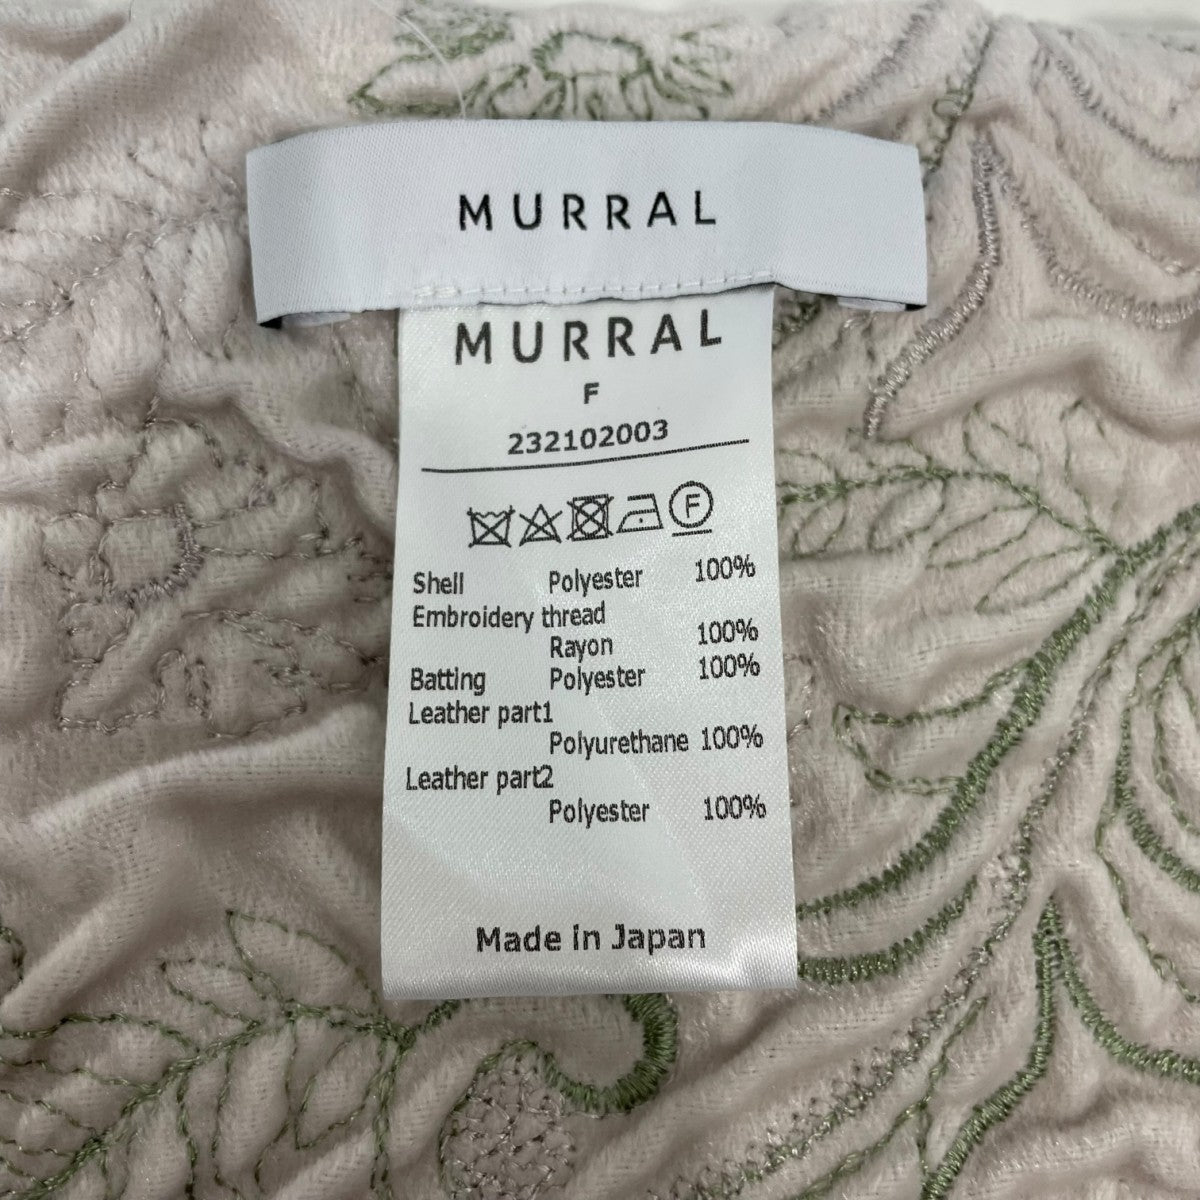 MURRAL
MURRAL
F
232102003
F
Shell Polyester 100%
Embroidery thread
Rayon 100%
Batting Polyester 100%
Leather part1
Polyurethane 100%
Leather part2
Polyester 100%
Made in Japan